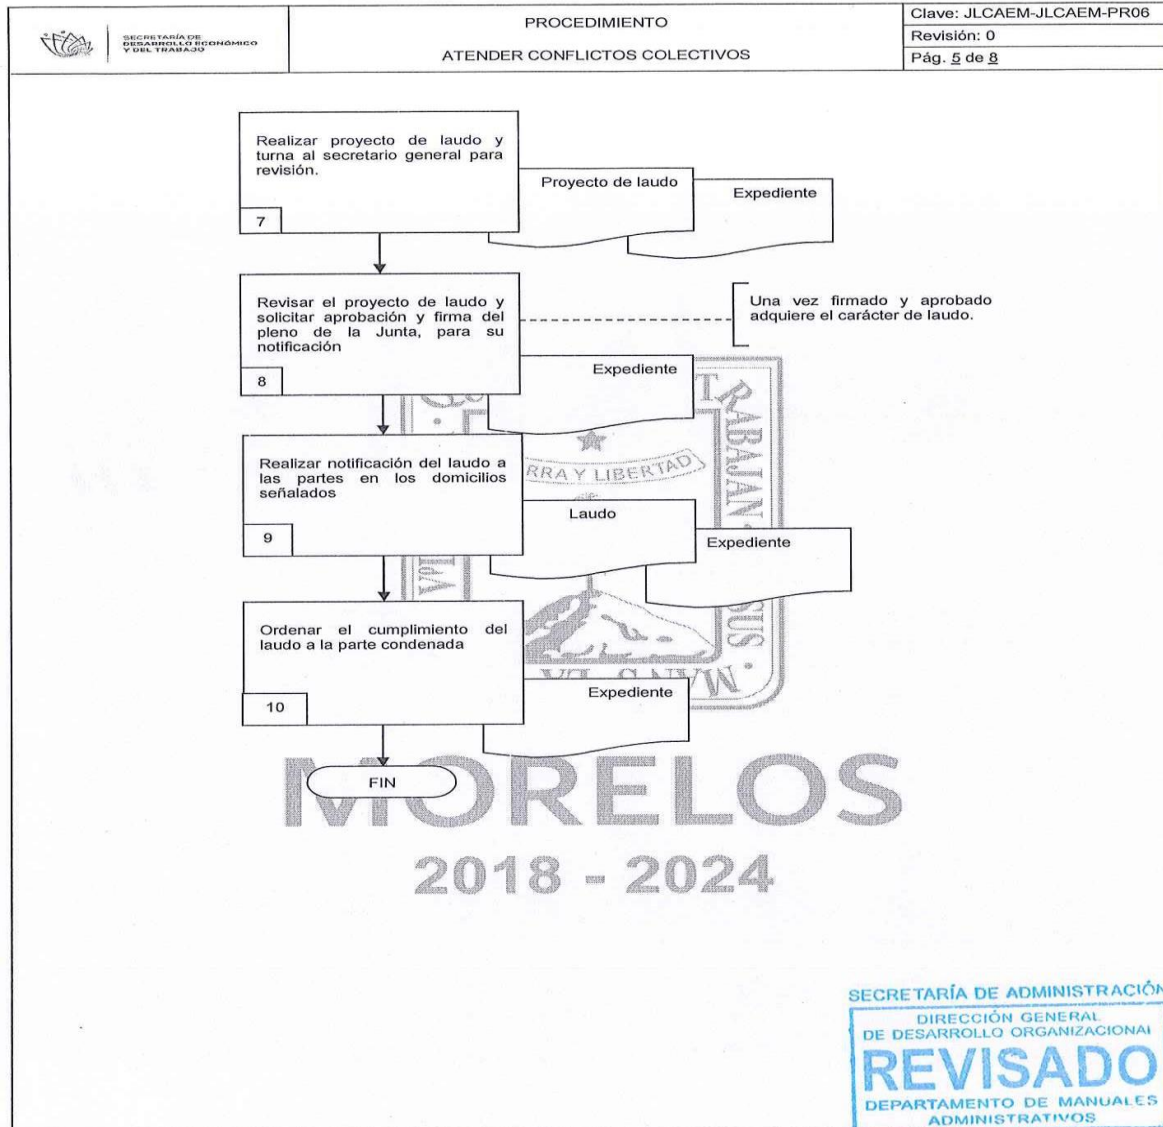 SECRETARÍA DE
DESARROLLO ECONÓMICO
Y DEL TRABAJO
PROCEDIMIENTO
ATENDER CONFLICTOS COLECTIVOS
Clave: JLCAEM-JLCAEM-PR06
Revisión: 0
Pág. 5 de 8
Realizar proyecto de laudo y
turna al secretario general para
revisión.
7
Proyecto de laudo
Expediente
Revisar el proyecto de laudo y
solicitar aprobación y firma del
pleno de la Junta, para su
notificación
8
Una vez firmado y aprobado
adquiere el carácter de laudo.
Expediente
Realizar notificación del laudo a
las partes en los domicilios
señalados
9
Laudo
Expediente
Ordenar el cumplimiento del
laudo a la parte condenada
10
Expediente
FIN
RRA Y LIBERTAD
TRABAJAN
SUS
MANS
MORELOS
2018 - 2024
SECRETARÍA DE ADMINISTRACIÓN
DIRECCIÓN GENERAL
DE DESARROLLO ORGANIZACIONAL
REVISADO
DEPARTAMENTO DE MANUALES
ADMINISTRATIVOS